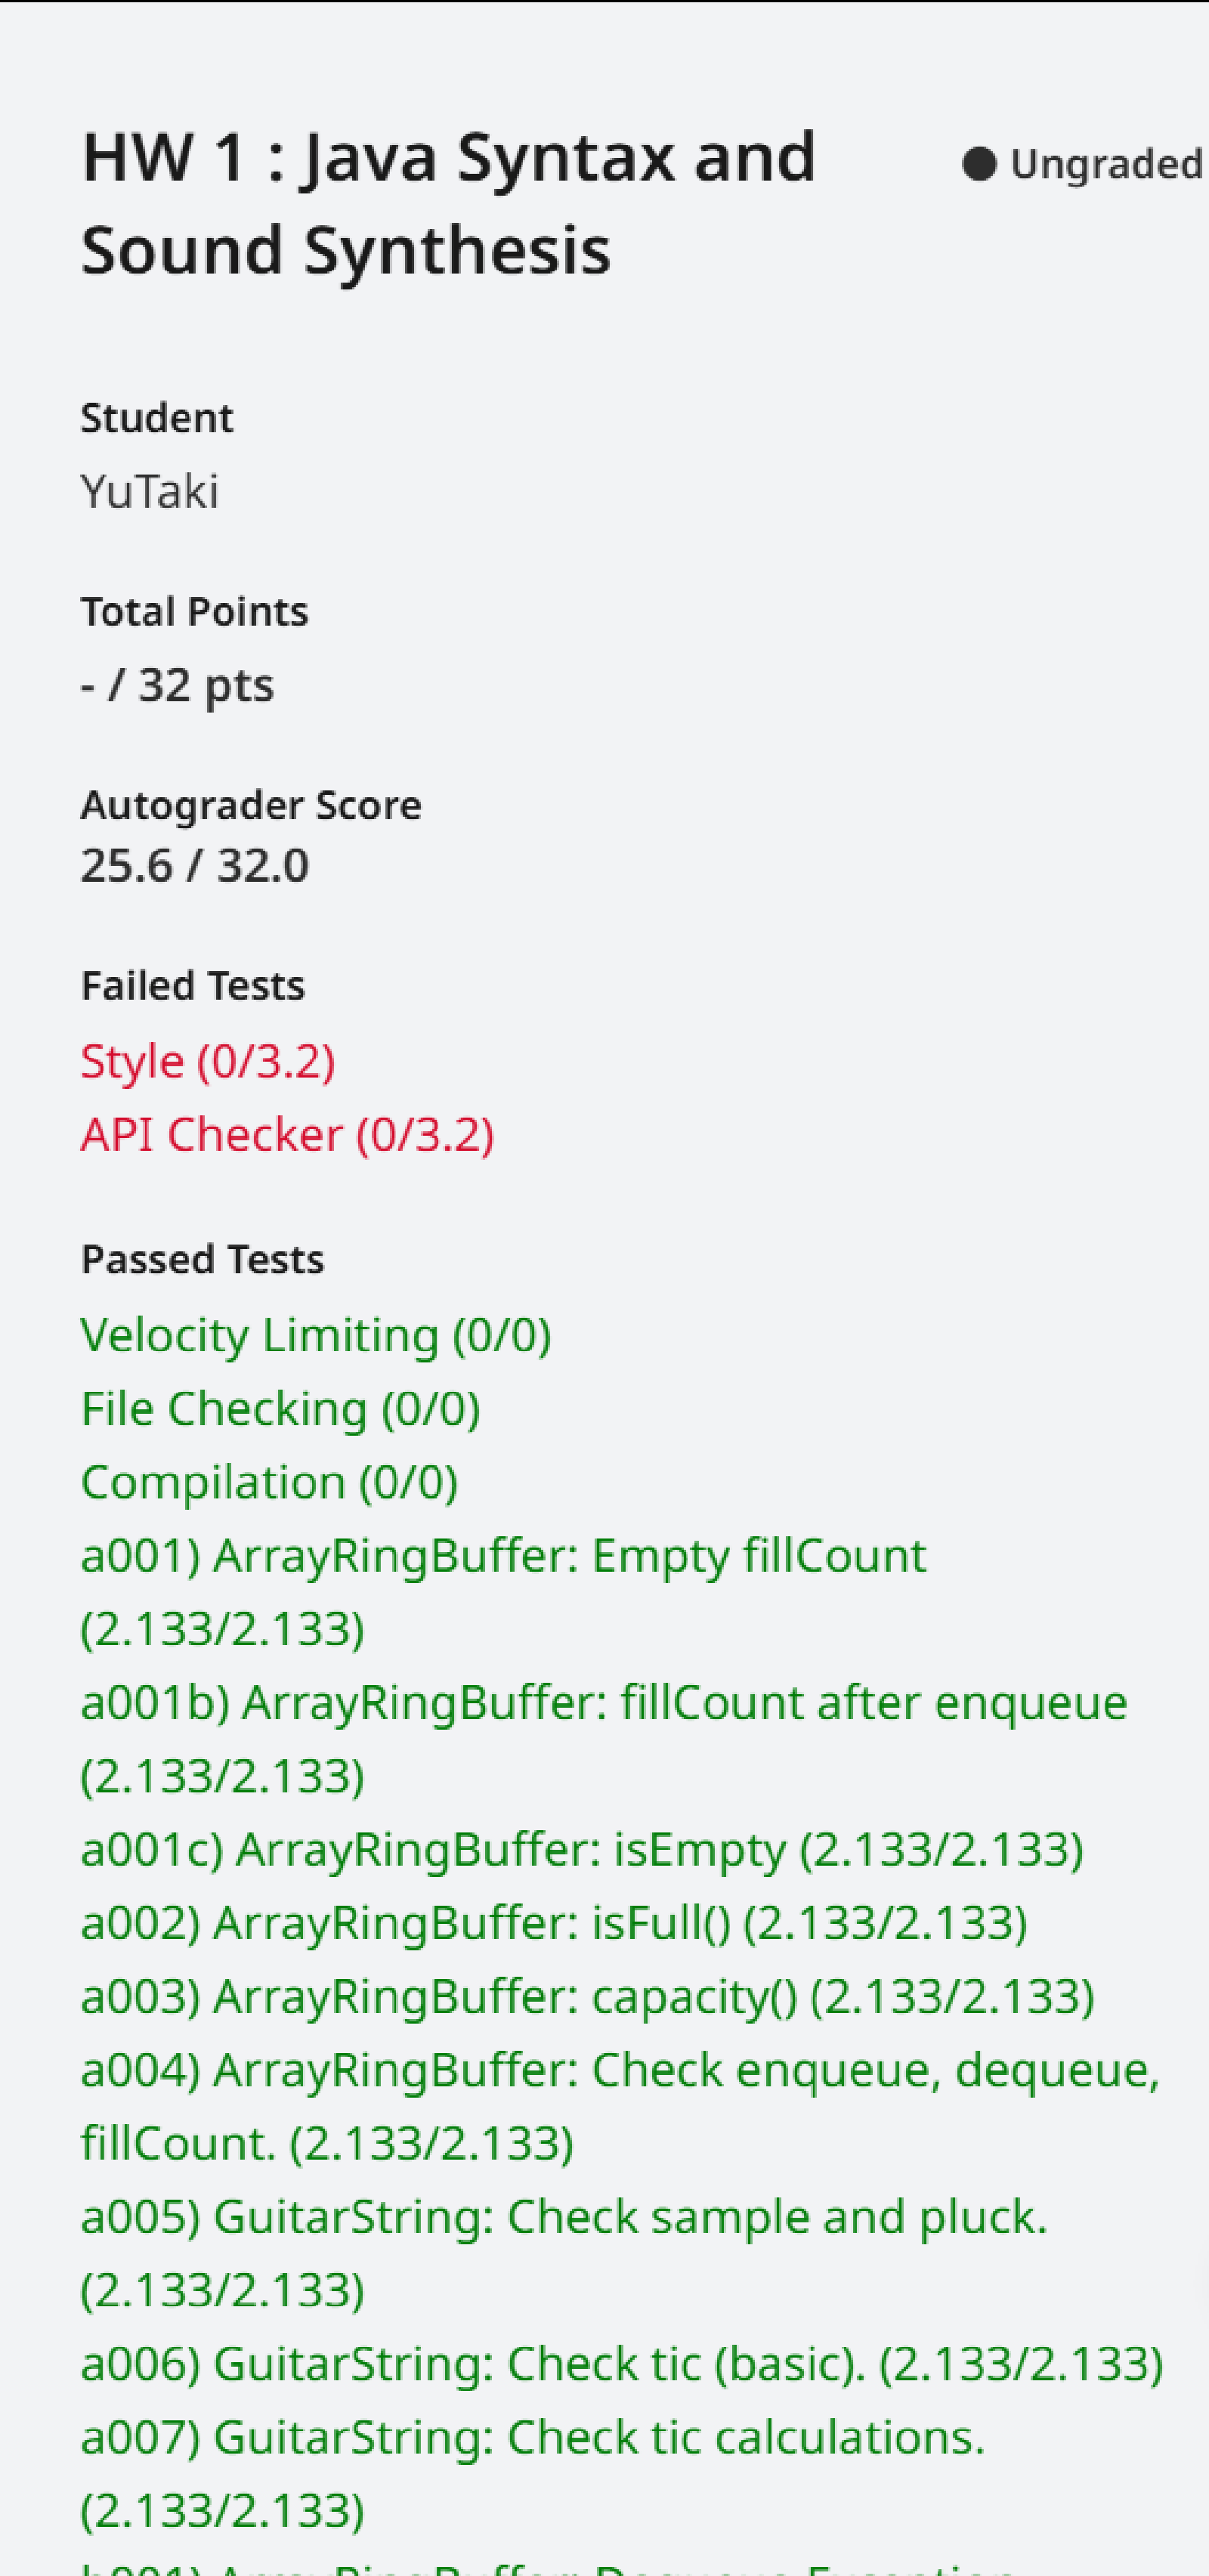 HW 1 : Java Syntax and
Sound Synthesis
Ungraded
Student
YuTaki
Total Points
- / 32 pts
Autograder Score
25.6 / 32.0
Failed Tests
Style (0/3.2)
API Checker (0/3.2)
Passed Tests
Velocity Limiting (0/0)
File Checking (0/0)
Compilation (0/0)
a001) ArrayRingBuffer: Empty fillCount
(2.133/2.133)
a001b) ArrayRingBuffer: fillCount after enqueue
(2.133/2.133)
a001c) ArrayRingBuffer: isEmpty (2.133/2.133)
a002) ArrayRingBuffer: isFull() (2.133/2.133)
a003) ArrayRingBuffer: capacity() (2.133/2.133)
a004) ArrayRingBuffer: Check enqueue, dequeue,
fillCount. (2.133/2.133)
a005) GuitarString: Check sample and pluck.
(2.133/2.133)
a006) GuitarString: Check tic (basic). (2.133/2.133)
a007) GuitarString: Check tic calculations.
(2.133/2.133)
b001) ArrayRingBuffer: Dequeue Exception